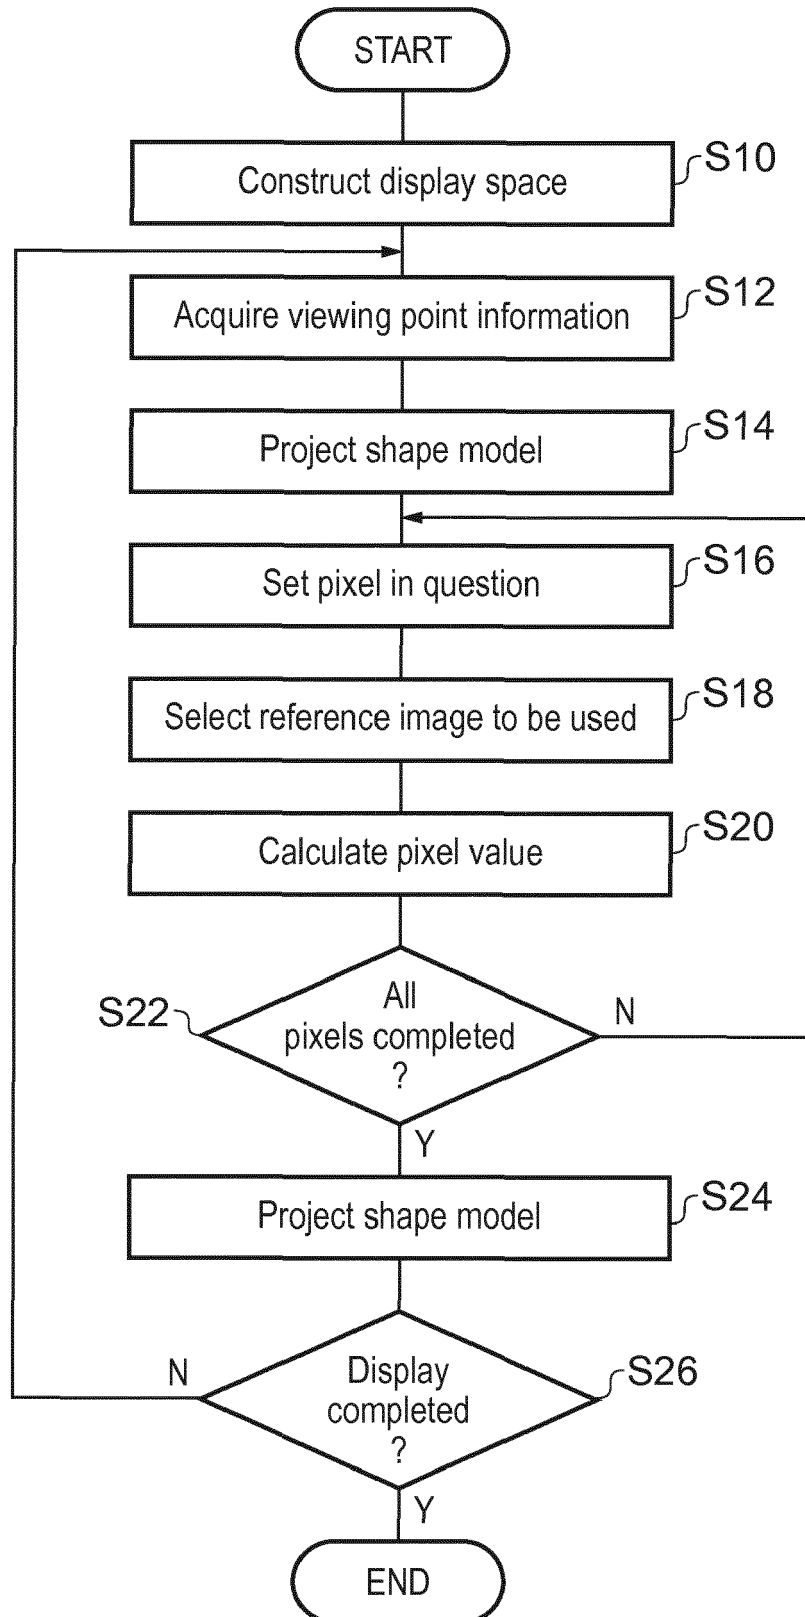 START
Construct display space
S10
Acquire viewing point information
S12
Project shape model
S14
Set pixel in question
S16
Select reference image to be used
S18
Calculate pixel value
S20
S22
All
pixels completed
?
N
Y
Project shape model
S24
N
Display
completed
?
S26
Y
END